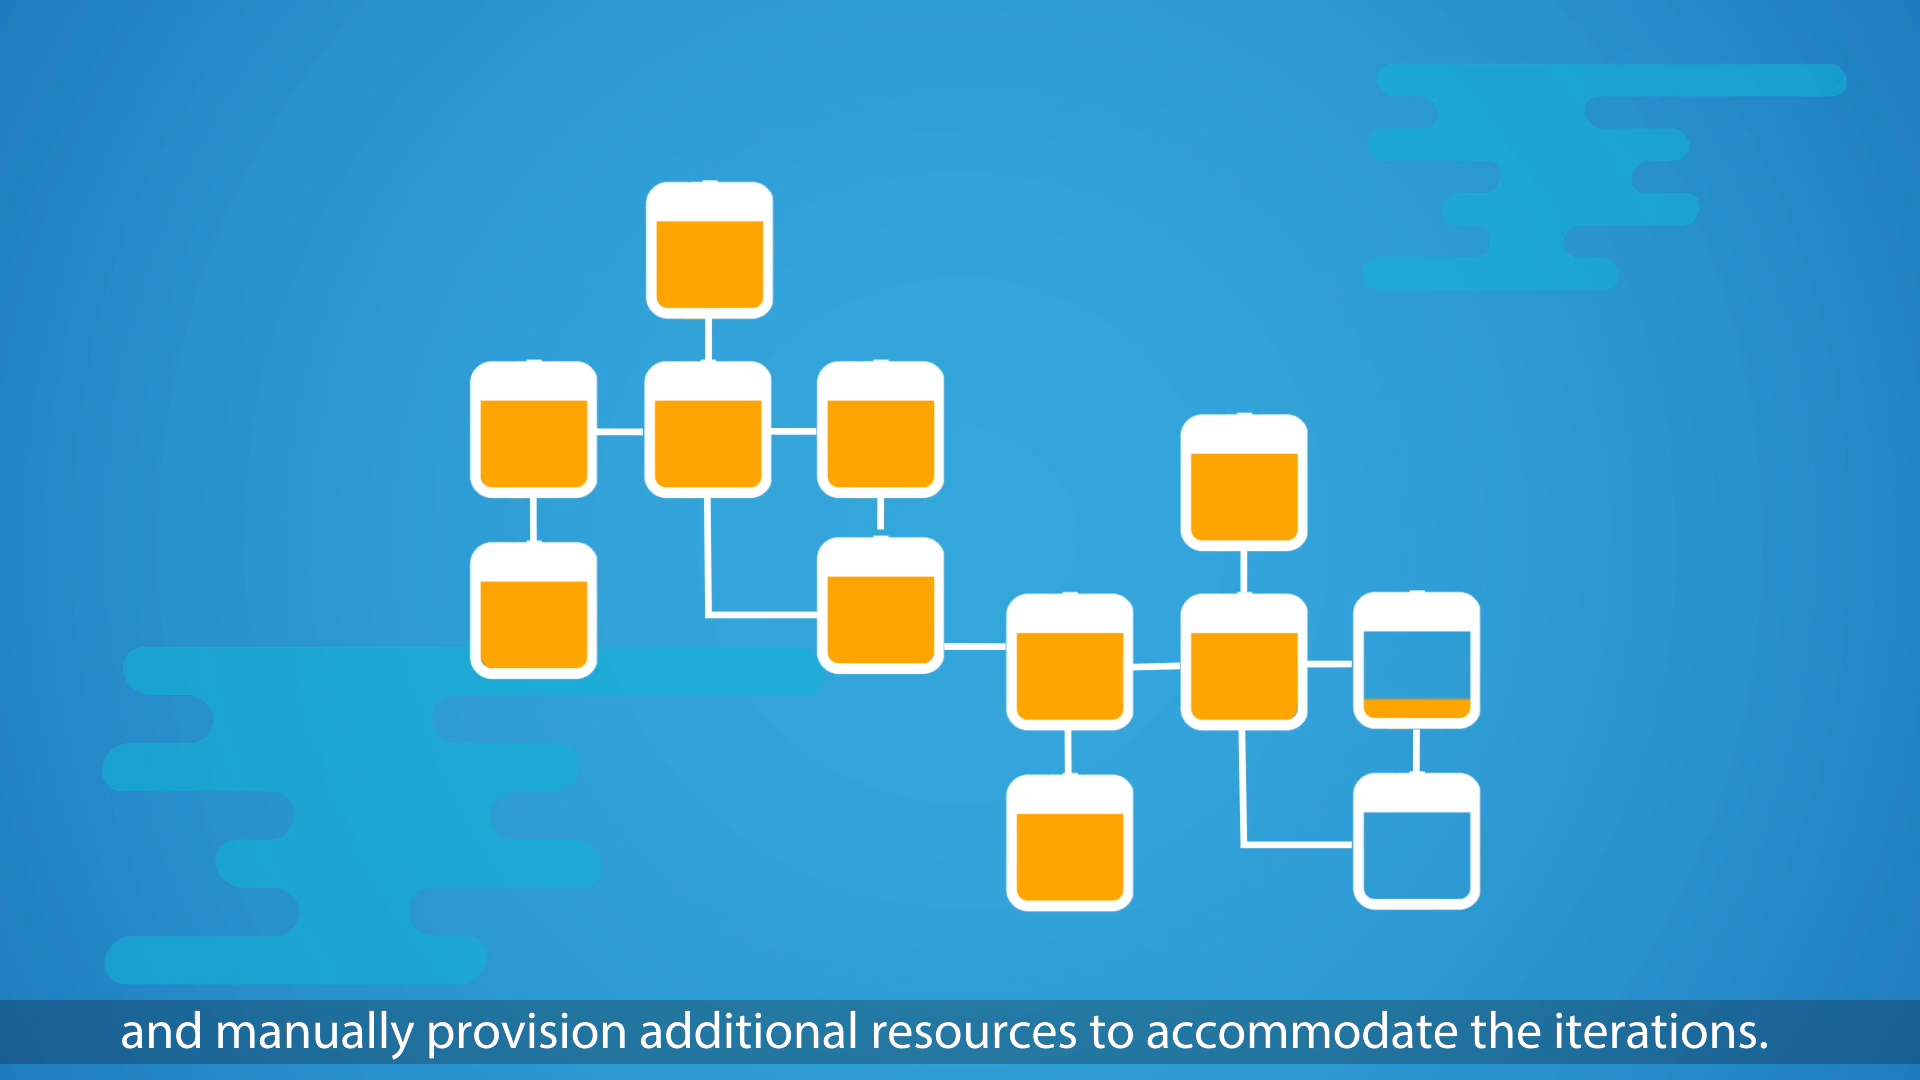 and manually provision additional resources to accommodate the iterations.